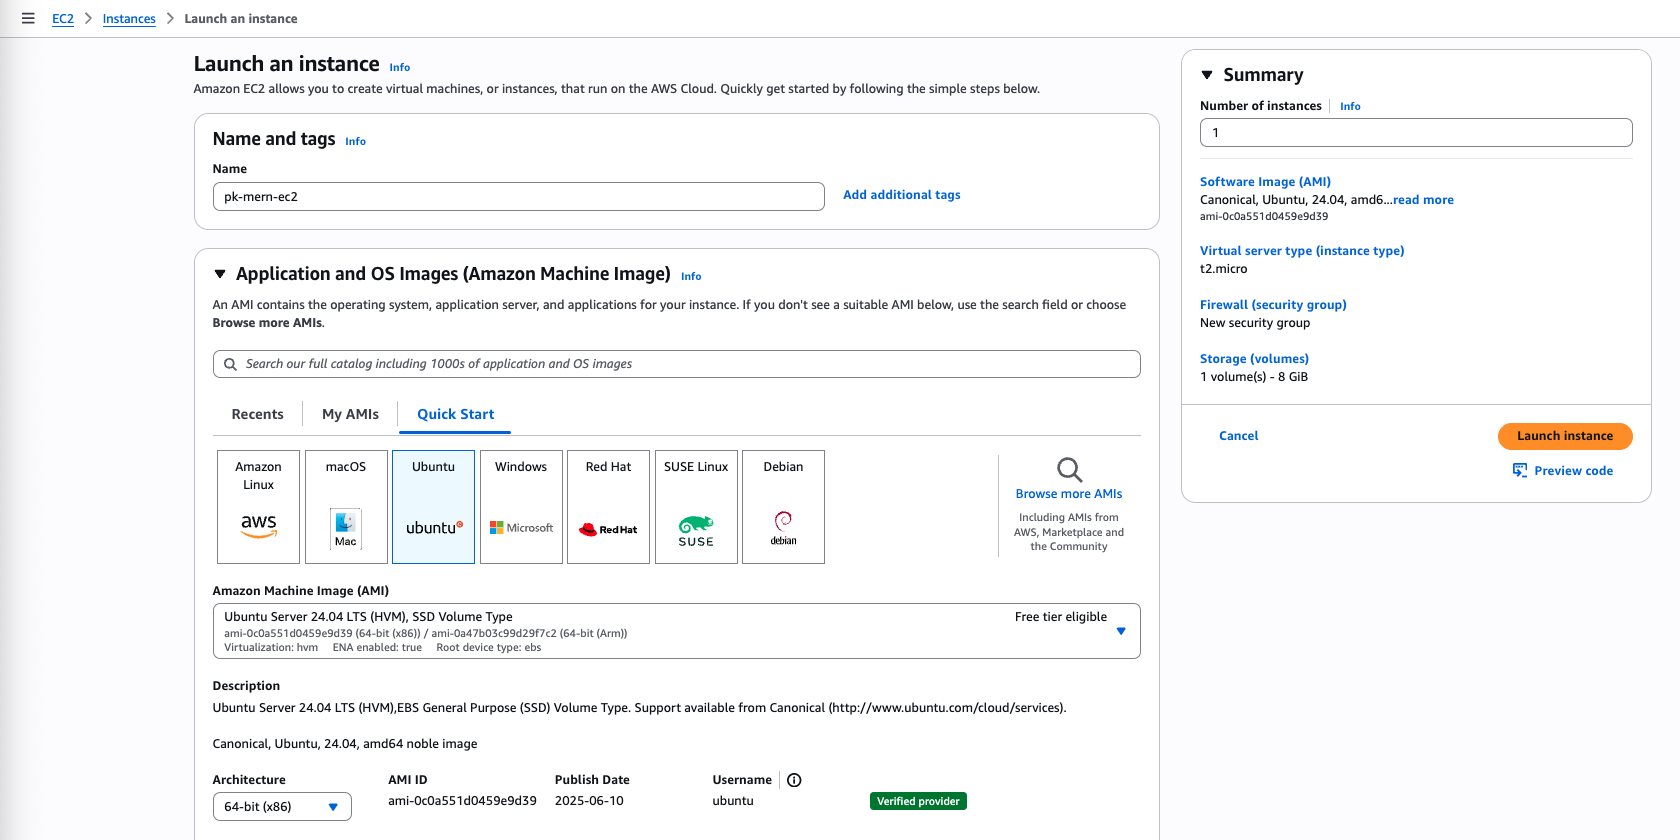 EC2 > Instances > Launch an instance
Launch an instance Info
Amazon EC2 allows you to create virtual machines, or instances, that run on the AWS Cloud. Quickly get started by following the simple steps below.
Name and tags Info
Name
pk-mern-ec2
Add additional tags
Application and OS Images (Amazon Machine Image) Info
An AMI contains the operating system, application server, and applications for your instance. If you don't see a suitable AMI below, use the search field or choose
Browse more AMIs.
Search our full catalog including 1000s of application and OS images
Recents
My AMIs
Quick Start
Amazon
Linux
aws
macOS
Mac
Ubuntu
ubuntu
Windows
Microsoft
Red Hat
Red Hat
SUSE Linux
SUSE
Debian
debian
Browse more AMIs
Including AMIs from
AWS, Marketplace and
the Community
Amazon Machine Image (AMI)
Ubuntu Server 24.04 LTS (HVM), SSD Volume Type
Free tier eligible
ami-0c0a551d0459e9d39 (64-bit (x86)) / ami-0a47b03c99d29f7c2 (64-bit (Arm))
Virtualization: hvm ENA enabled: true Root device type: ebs
Description
Ubuntu Server 24.04 LTS (HVM),EBS General Purpose (SSD) Volume Type. Support available from Canonical (http://www.ubuntu.com/cloud/services).
Canonical, Ubuntu, 24.04, amd64 noble image
Architecture
64-bit (x86)
AMI ID
ami-0c0a551d0459e9d39
Publish Date
2025-06-10
Username
ubuntu
Verified provider
Summary
Number of instances Info
1
Software Image (AMI)
Canonical, Ubuntu, 24.04, amd6...read more
ami-0c0a551d0459e9d39
Virtual server type (instance type)
t2.micro
Firewall (security group)
New security group
Storage (volumes)
1 volume(s) - 8 GiB
Cancel
Launch instance
Preview code